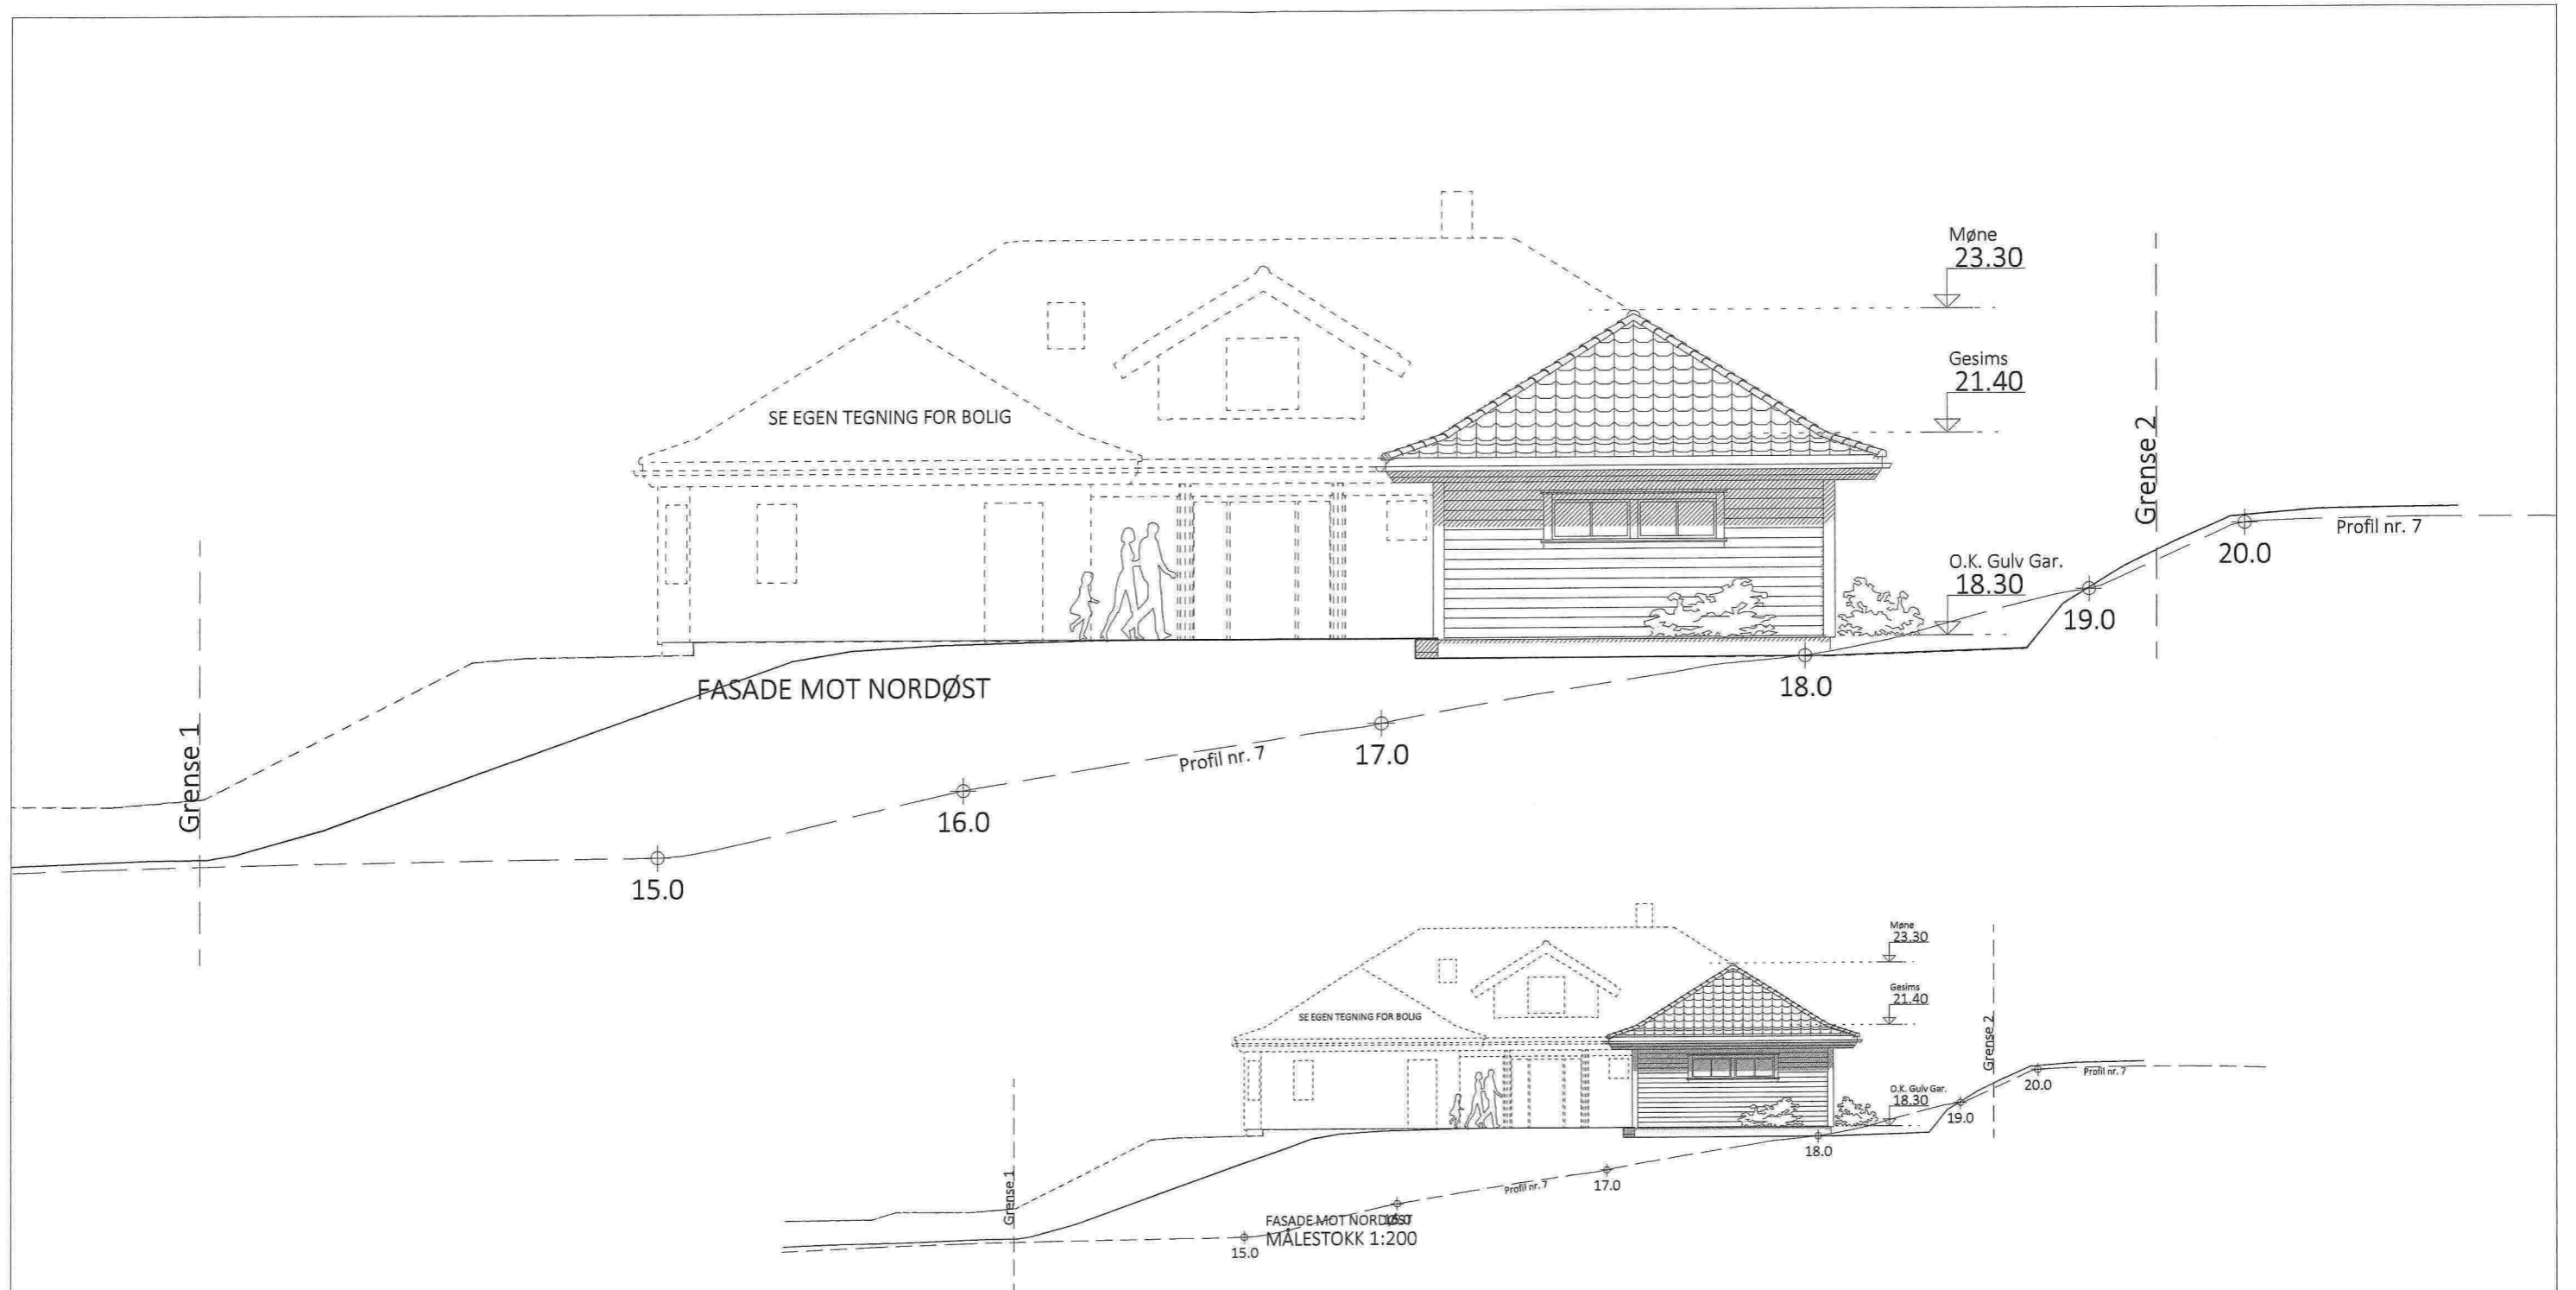 Møne
23.30
Gesims
21.40
Grense 2
SE EGEN TEGNING FOR BOLIG
O.K. Gulv Gar.
18.30
Profil nr. 7
20.0
19.0
18.0
FASADE MOT NORDØST
17.0
Profil nr. 7
16.0
Grense 1
15.0
Møne
23.30
Gesims
21.40
Grense 2
SE EGEN TEGNING FOR BOLIG
O.K. Gulv Gar.
18.30
Profil nr. 7
20.0
19.0
18.0
17.0
Profil nr. 7
Grense 1
16.0
FASADE MOT NORDØST
MÅLESTOKK 1:200
15.0